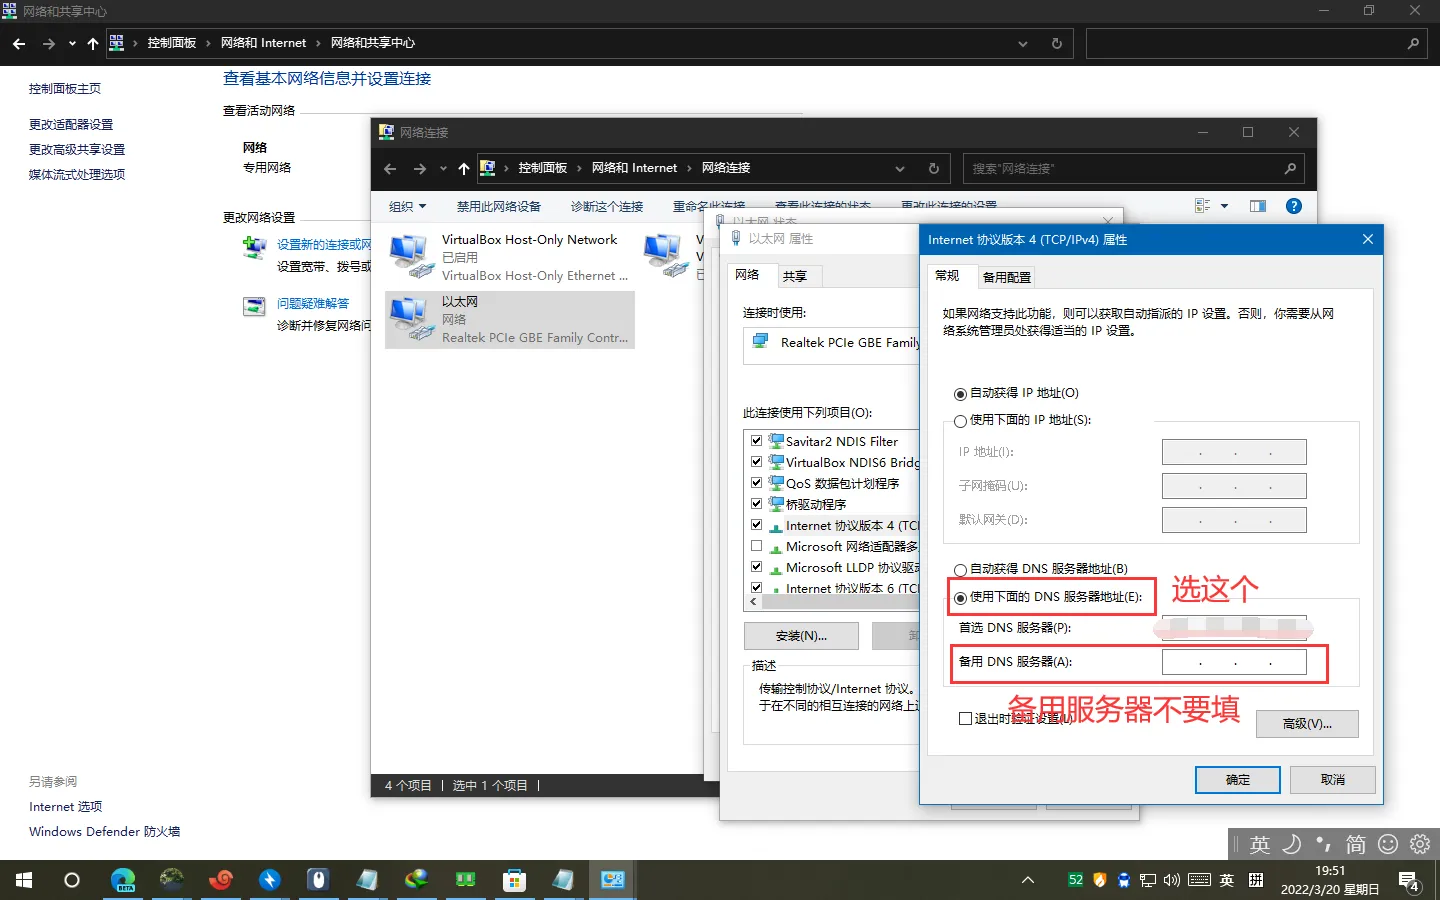 网络和共享中心
控制面板 › 网络和 Internet › 网络和共享中心
控制面板主页
更改适配器设置
更改高级共享设置
媒体流式处理选项
查看基本网络信息并设置连接
查看活动网络
网络
专用网络
更改网络设置
设置新的连接或网
设置宽带、拨号或
问题疑难解答
诊断并修复网络问
另请参阅
Internet 选项
Windows Defender 防火墙
网络连接
控制面板 › 网络和 Internet › 网络连接
搜索"网络连接"
组织
禁用此网络设备
诊断这个连接
重命名此连接
查看此连接的状态
更改此连接的设置
VirtualBox Host-Only Network
已启用
VirtualBox Host-Only Ethernet ...
以太网
网络
Realtek PCIe GBE Family Contr...
4 个项目
选中 1 个项目
以太网 状态
以太网 属性
网络
共享
连接时使用:
Realtek PCIe GBE Family
此连接使用下列项目(O):
Savitar2 NDIS Filter
VirtualBox NDIS6 Bridg
QoS 数据包计划程序
桥驱动程序
Internet 协议版本 4 (TC
Microsoft 网络适配器多
Microsoft LLDP 协议驱动
Internet 协议版本 6 (TC
安装(N)...
卸
描述
传输控制协议/Internet 协议。
于在不同的相互连接的网络上
Internet 协议版本 4 (TCP/IPv4) 属性
常规
备用配置
如果网络支持此功能，则可以获取自动指派的 IP 设置。否则，你需要从网
络系统管理员处获得适当的 IP 设置。
自动获得 IP 地址(O)
使用下面的 IP 地址(S):
IP 地址(I):
子网掩码(U):
默认网关(D):
自动获得 DNS 服务器地址(B)
使用下面的 DNS 服务器地址(E):
选这个
首选 DNS 服务器(P):
备用 DNS 服务器(A):
备用服务器不要填
退出时验证设置(L)
高级(V)...
确定
取消
英
简
BETA
52
英
拼
19:51
2022/3/20 星期日
4